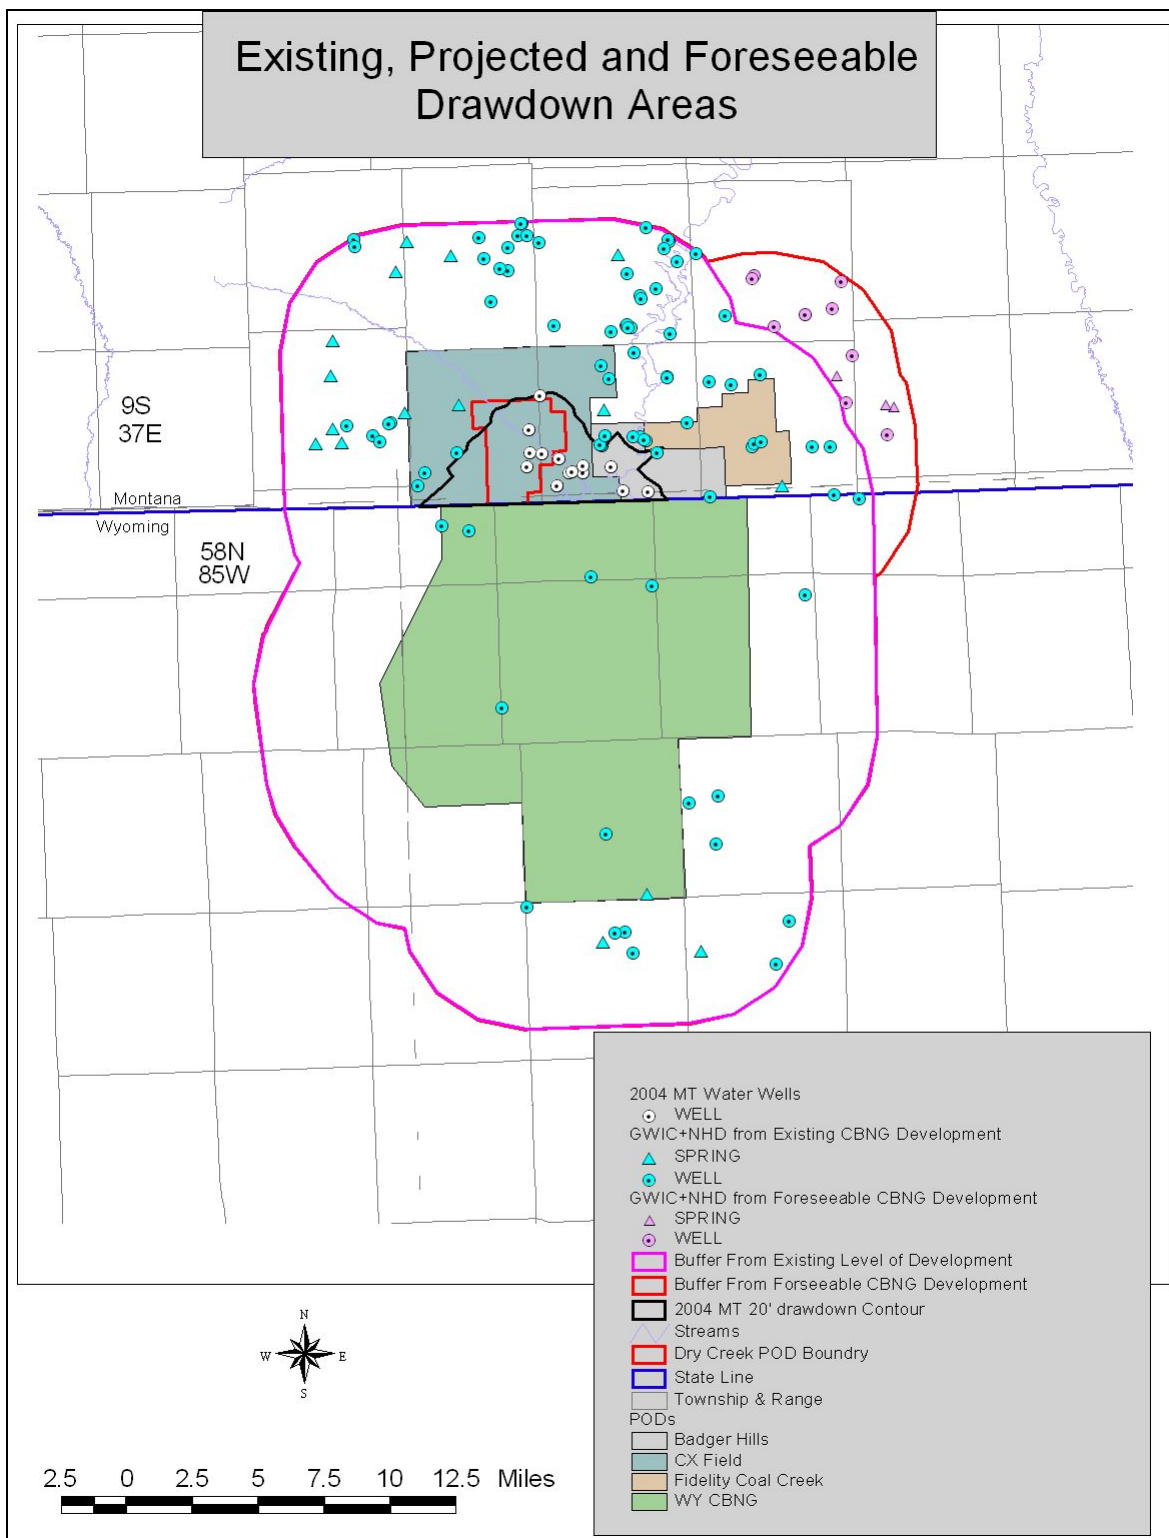 Existing, Projected and Foreseeable
Drawdown Areas
9S
37E
Montana
Wyoming
58N
85W
2004 MT Water Wells
WELL
GWIC+NHD from Existing CBNG Development
SPRING
WELL
GWIC+NHD from Foreseeable CBNG Development
SPRING
WELL
Buffer From Existing Level of Development
Buffer From Forseeable CBNG Development
2004 MT 20' drawdown Contour
Streams
Dry Creek POD Boundry
State Line
Township & Range
PODs
Badger Hills
CX Field
Fidelity Coal Creek
WY CBNG
N
W E
S
2.5 0 2.5 5 7.5 10 12.5 Miles